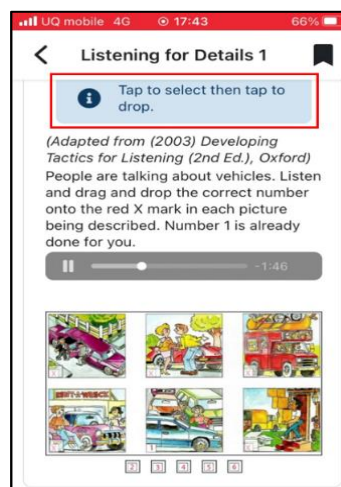 UQ mobile 4G 17:43 66%
Listening for Details 1
Tap to select then tap to
drop.
(Adapted from (2003) Developing
Tactics for Listening (2nd Ed.), Oxford)
People are talking about vehicles. Listen
and drag and drop the correct number
onto the red X mark in each picture
being described. Number 1 is already
done for you.
-1:46
RENT-A-WRECK
2 3 4 5 6